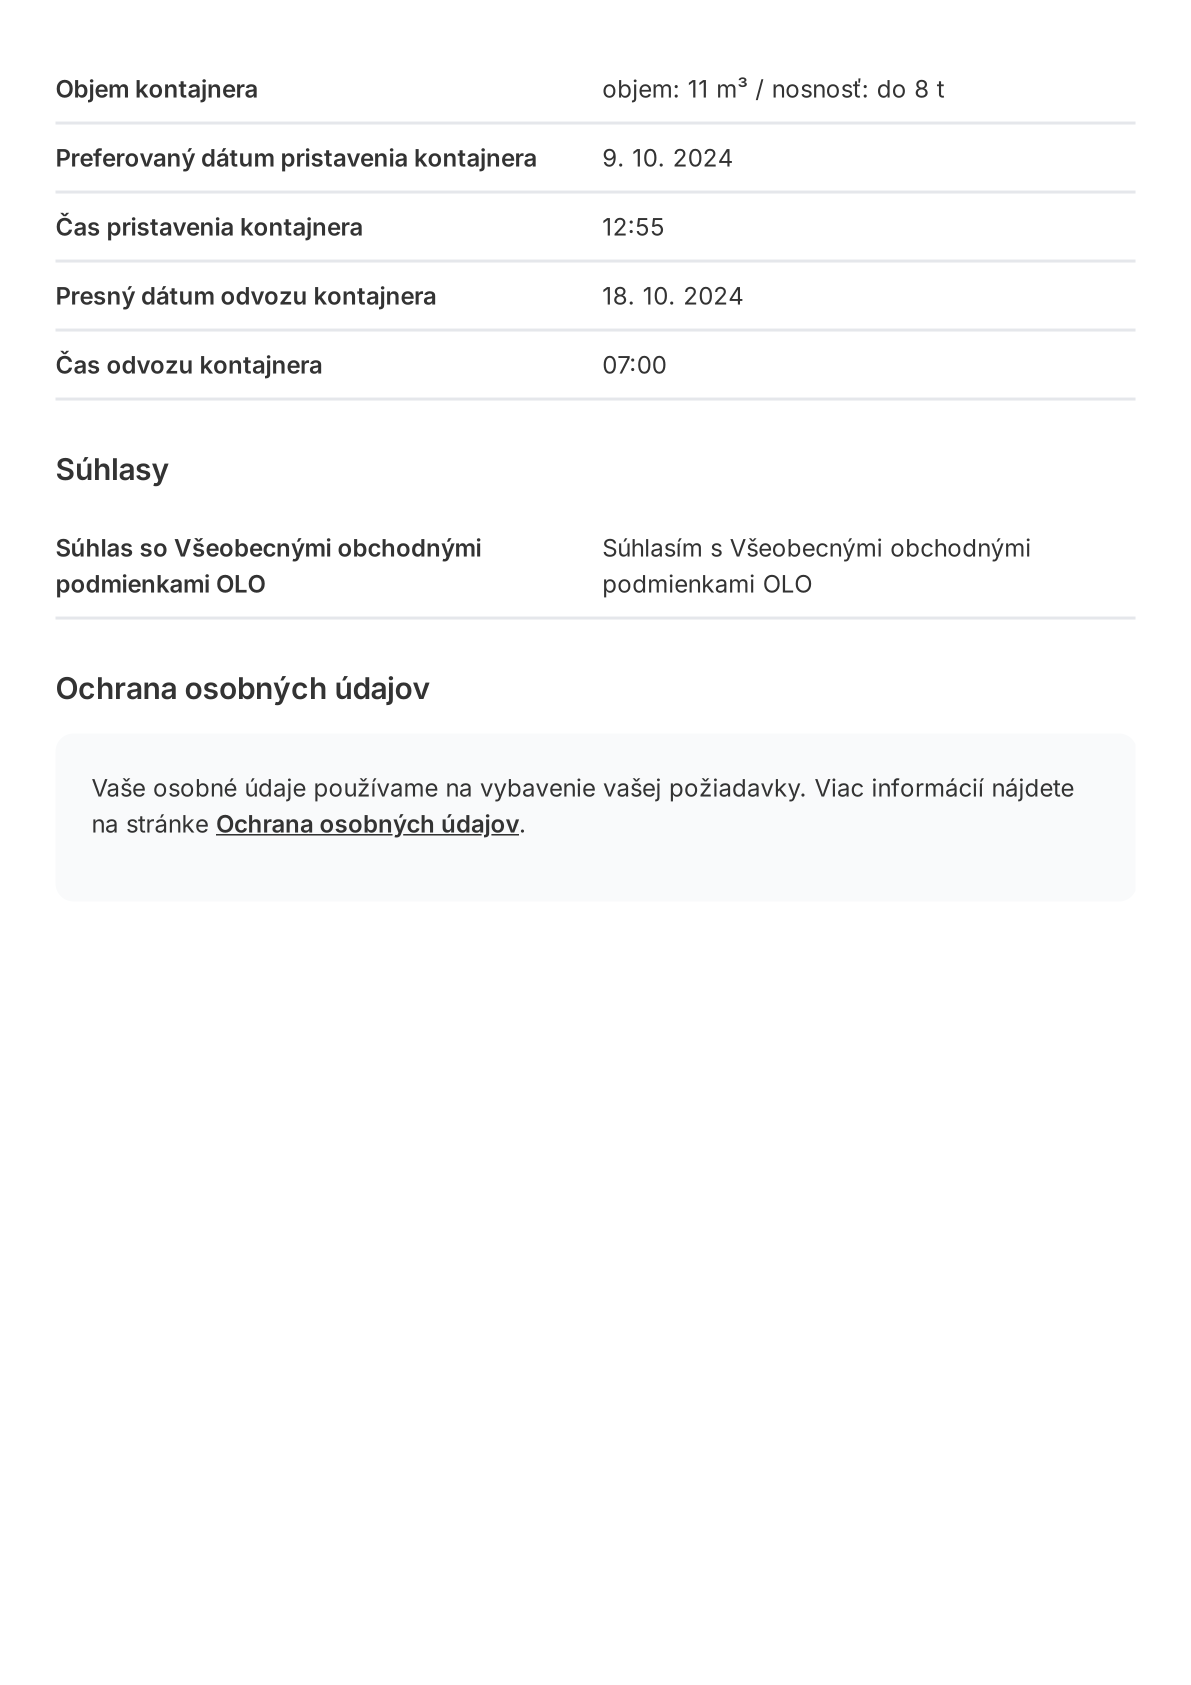 Objem kontajnera objem: 11 m³ / nosnosť: do 8 t
Preferovaný dátum pristavenia kontajnera 9. 10. 2024
Čas pristavenia kontajnera 12:55
Presný dátum odvozu kontajnera 18. 10. 2024
Čas odvozu kontajnera 07:00
Súhlasy
Súhlas so Všeobecnými obchodnými Súhlasím s Všeobecnými obchodnými
podmienkami OLO podmienkami OLO
Ochrana osobných údajov
Vaše osobné údaje používame na vybavenie vašej požiadavky. Viac informácií nájdete
na stránke Ochrana osobných údajov.